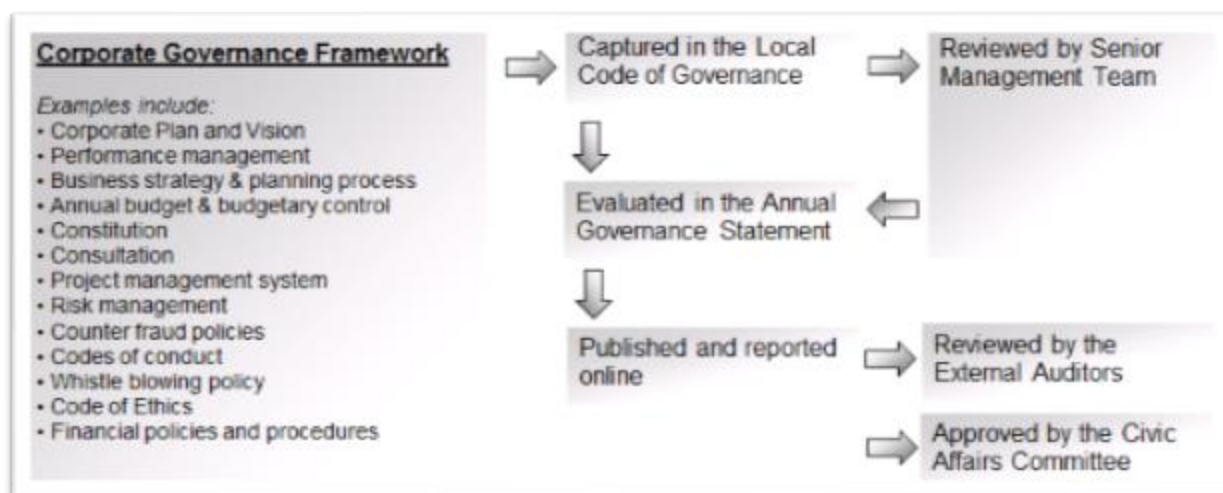 Corporate Governance Framework
Examples include:
• Corporate Plan and Vision
• Performance management
• Business strategy & planning process
• Annual budget & budgetary control
• Constitution
• Consultation
• Project management system
• Risk management
• Counter fraud policies
• Codes of conduct
• Whistle blowing policy
• Code of Ethics
• Financial policies and procedures
Captured in the Local
Code of Governance
Reviewed by Senior
Management Team
Evaluated in the Annual
Governance Statement
Published and reported
online
Reviewed by the
External Auditors
Approved by the Civic
Affairs Committee